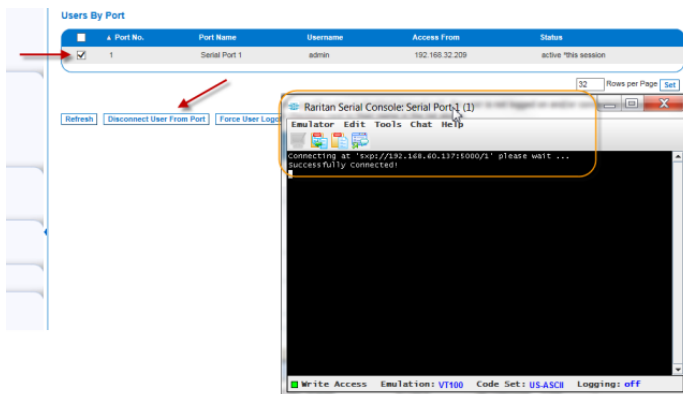 Users By Port
▲ Port No. Port Name Username Access From Status
1 Serial Port 1 admin 192.168.32.209 active *this session
32 Rows per Page Set
Refresh Disconnect User From Port Force User Logo
Raritan Serial Console: Serial Port 1 (1)
Emulator Edit Tools Chat Help
Connecting at 'sxp://192.168.60.137:5000/1' please wait ...
Successfully Connected!
Write Access Emulation: VT100 Code Set: US-ASCII Logging: off